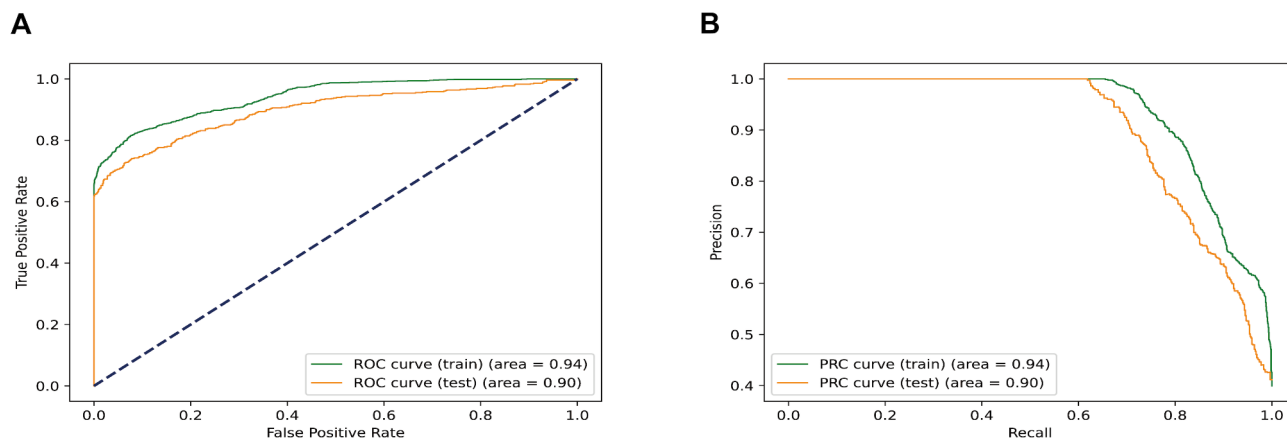 A
1.0
0.8
0.6
0.4
0.2
0.0
True Positive Rate
0.0
0.2
0.4
0.6
0.8
1.0
False Positive Rate
ROC curve (train) (area = 0.94)
ROC curve (test) (area = 0.90)
B
1.0
0.9
0.8
0.7
0.6
0.5
0.4
Precision
0.0
0.2
0.4
0.6
0.8
1.0
Recall
PRC curve (train) (area = 0.94)
PRC curve (test) (area = 0.90)